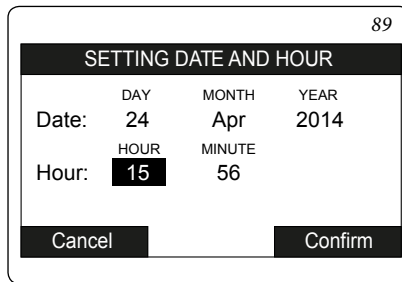 89
SETTING DATE AND HOUR
DAY MONTH YEAR
Date: 24 Apr 2014
HOUR MINUTE
Hour: 15 56
Cancel Confirm